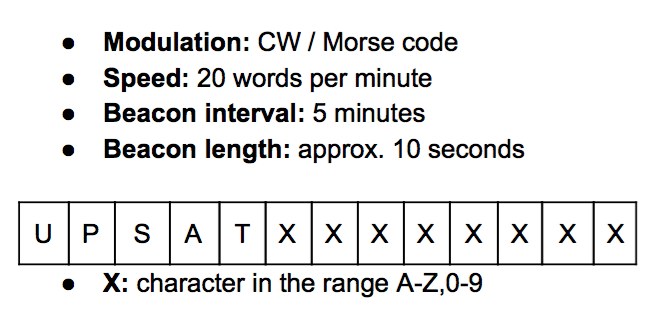 ● Modulation: CW / Morse code
● Speed: 20 words per minute
● Beacon interval: 5 minutes
● Beacon length: approx. 10 seconds
U P S A T X X X X X X X X
● X: character in the range A-Z,0-9